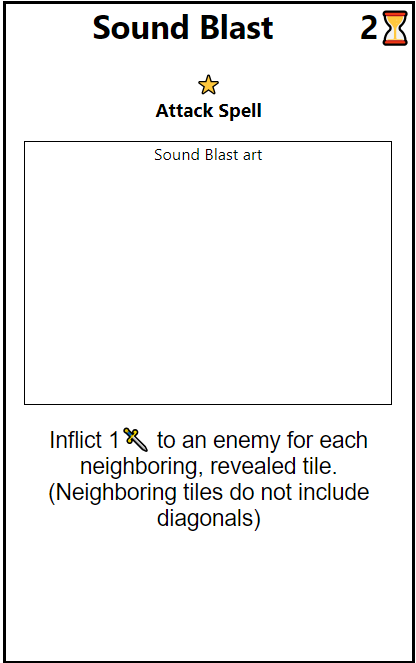 Sound Blast 2⏳
⭐
Attack Spell
Sound Blast art
Inflict 1🗡️ to an enemy for each
neighboring, revealed tile.
(Neighboring tiles do not include
diagonals)